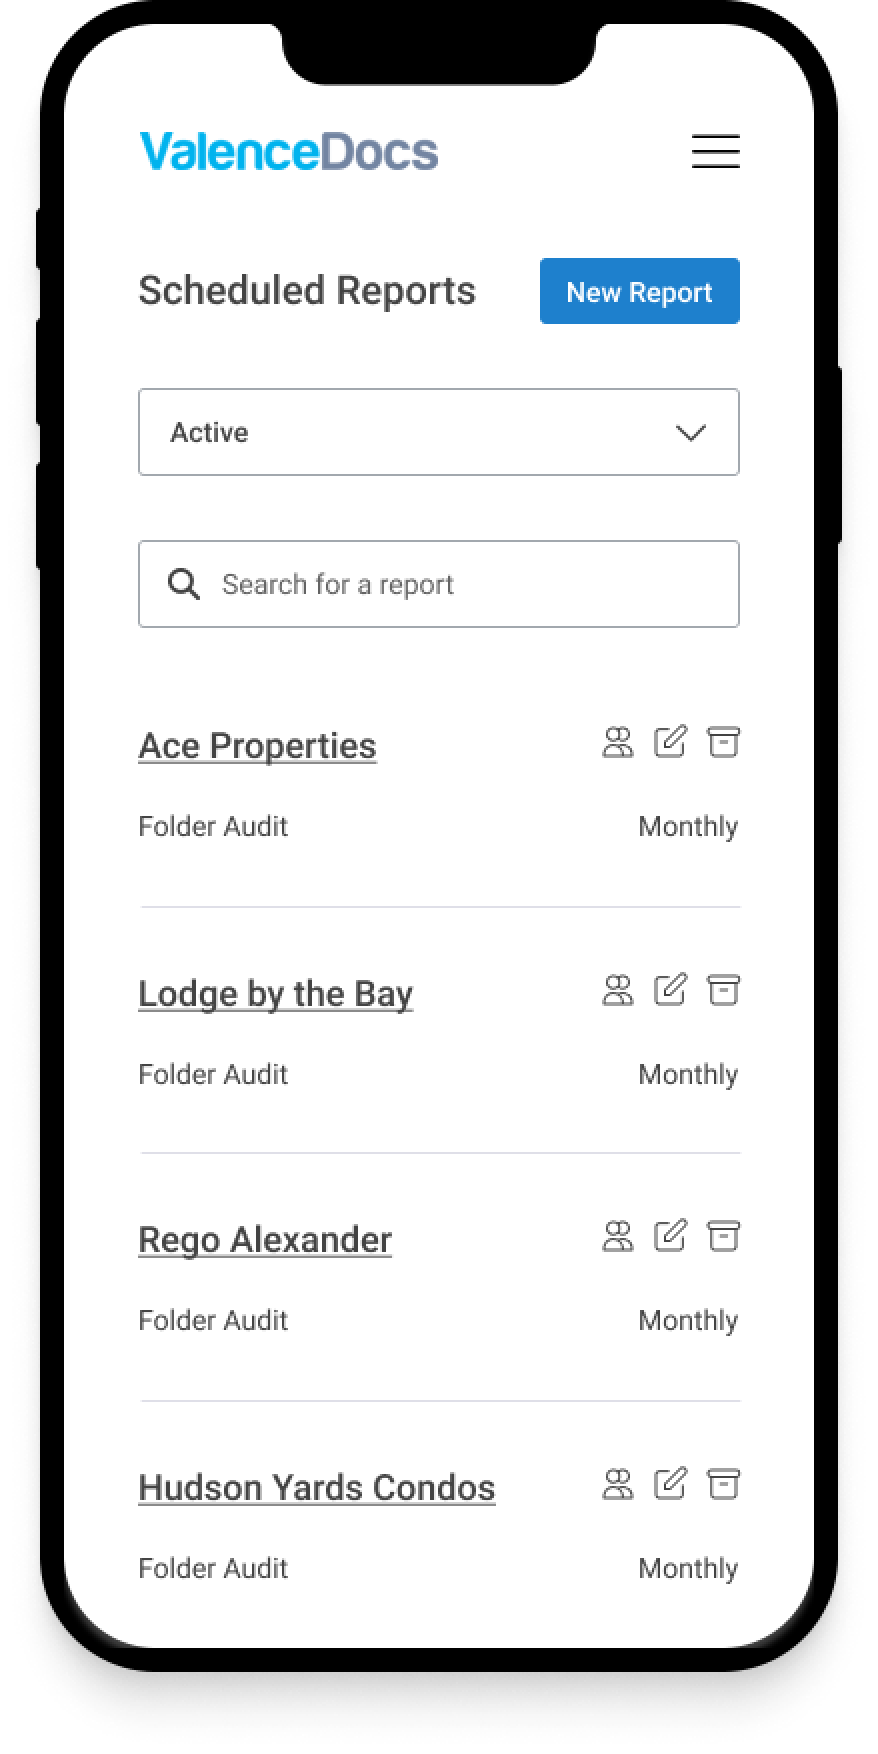 ValenceDocs
Scheduled Reports
New Report
Active
Search for a report
Ace Properties
Folder Audit
Monthly
Lodge by the Bay
Folder Audit
Monthly
Rego Alexander
Folder Audit
Monthly
Hudson Yards Condos
Folder Audit
Monthly